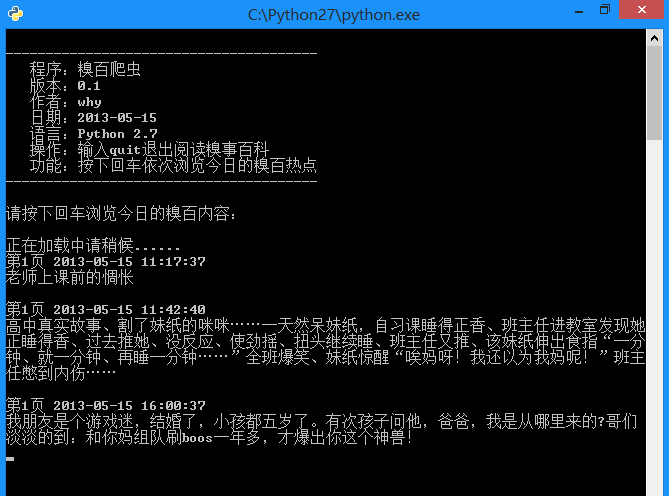 C:\Python27\python.exe
---------------------------------------
程序：糗百爬虫
版本：0.1
作者：why
日期：2013-05-15
语言：Python 2.7
操作：输入quit退出阅读糗事百科
功能：按下回车依次浏览今日的糗百热点
---------------------------------------
请按下回车浏览今日的糗百内容：
正在加载中请稍候......
第1页 2013-05-15 11:17:37
老师上课前的惆怅
第1页 2013-05-15 11:42:40
高中真实故事、割了妹纸的咪咪……一天然呆妹纸，自习课睡得正香、班主任进教室发现她
正睡得香、过去推她、没反应、使劲摇、扭头继续睡、班主任又推、该妹纸伸出食指“一分
钟、就一分钟、再睡一分钟……”全班爆笑、妹纸惊醒“唉妈呀！我还以为我妈呢！”班主
任憋到内伤……
第1页 2013-05-15 16:00:37
我朋友是个游戏迷，结婚了，小孩都五岁了。有次孩子问他，爸爸，我是从哪里来的?哥们
淡淡的到：和你妈组队刷boos一年多，才爆出你这个神兽！